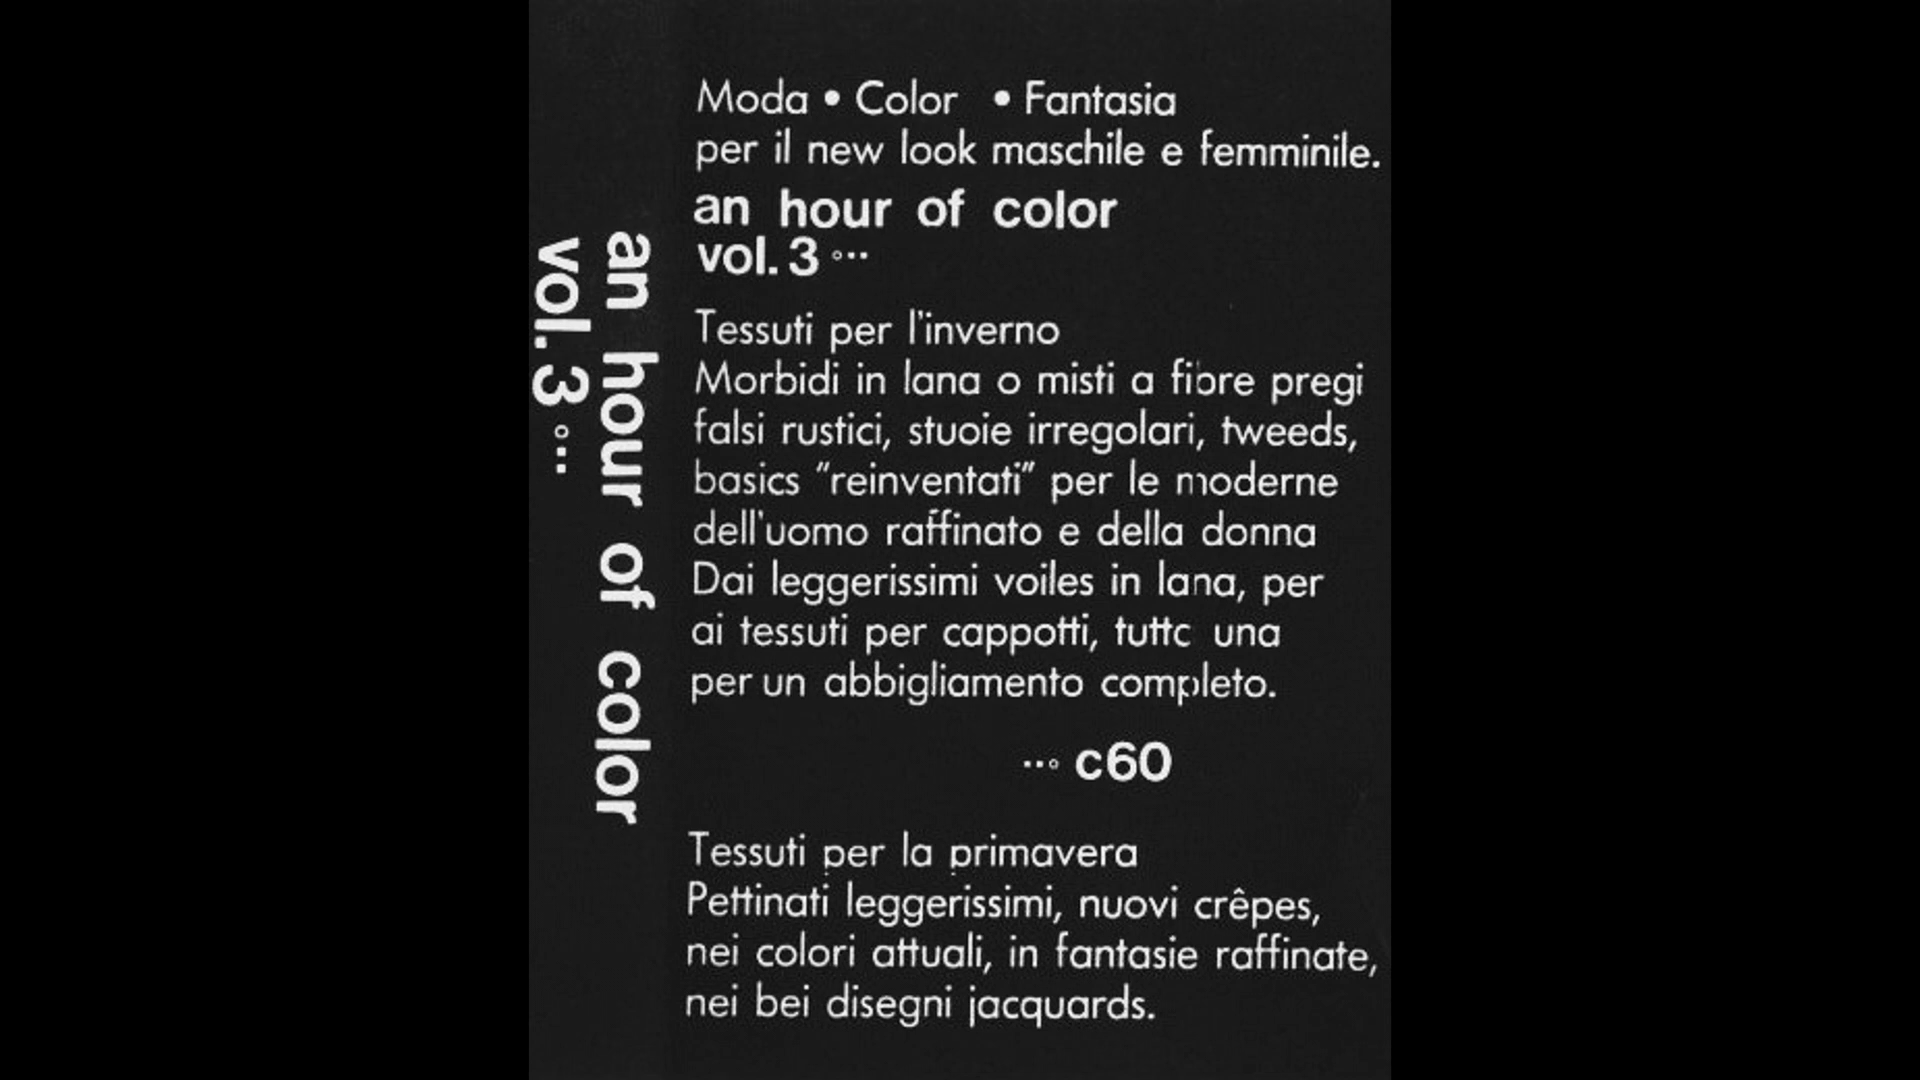 an hour of color
vol. 3
Moda • Color • Fantasia
per il new look maschile e femminile.
an hour of color
vol. 3
Tessuti per l'inverno
Morbidi in lana o misti a fibre pregi
falsi rustici, stuoie irregolari, tweeds,
basics "reinventati" per le moderne
dell'uomo raffinato e della donna
Dai leggerissimi voiles in lana, per
ai tessuti per cappotti, una
per un abbigliamento completo.
c60
Tessuti per la primavera
Pettinati leggerissimi, nuovi crêpes,
nei colori attuali, in fantasie raffinate,
nei bei disegni jacquards.